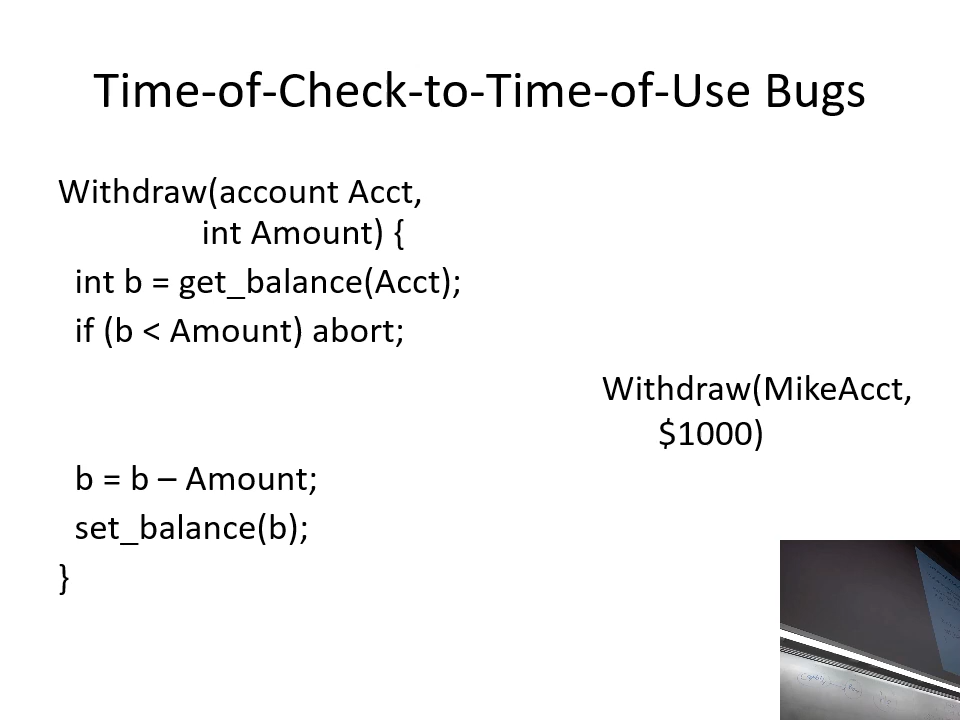 Time-of-Check-to-Time-of-Use Bugs
Withdraw(account Acct,
int Amount) {
int b = get_balance(Acct);
if (b < Amount) abort;
Withdraw(MikeAcct,
$1000)
b = b – Amount;
set_balance(b);
}